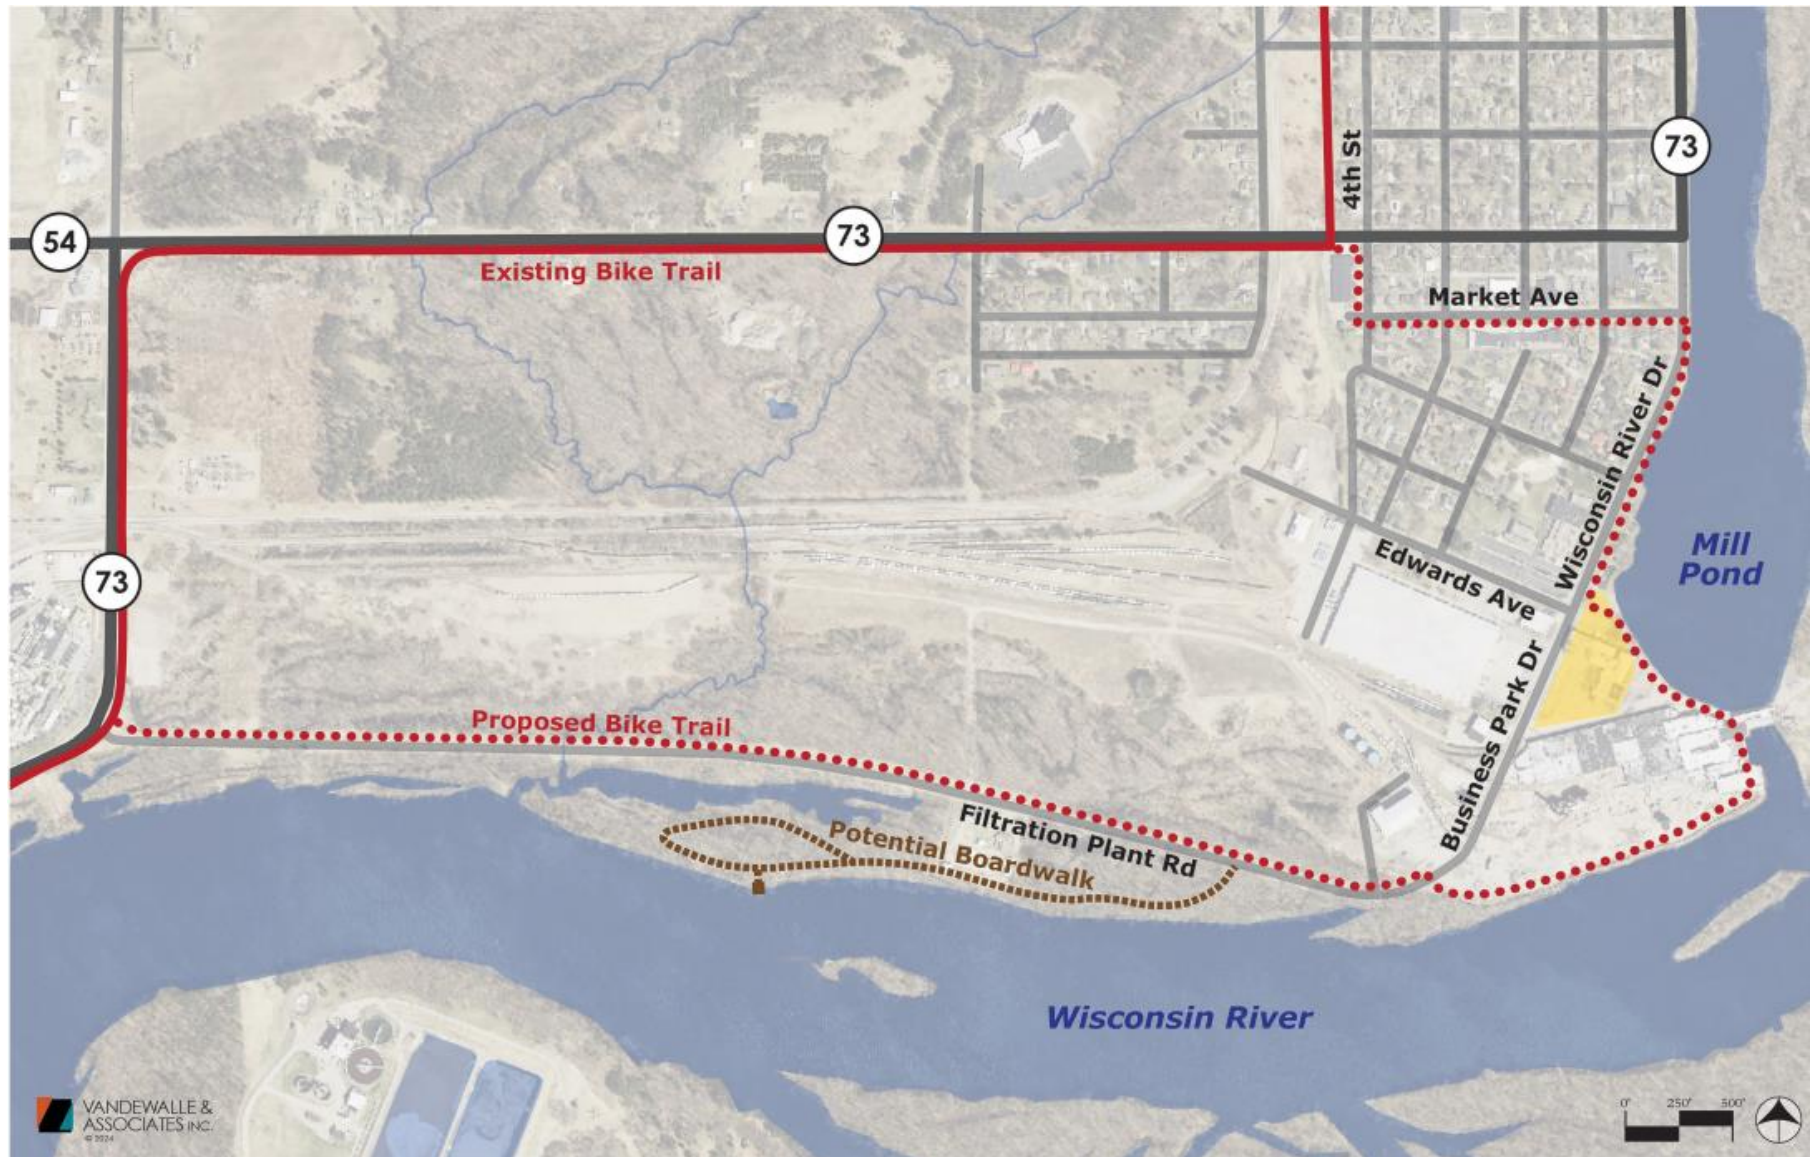 4th St
73
54
73
Existing Bike Trail
Market Ave
Wisconsin River Dr
Mill
Pond
Edwards Ave
73
Business Park Dr
Proposed Bike Trail
Filtration Plant Rd
Potential Boardwalk
Wisconsin River
VANDEWALLE &
ASSOCIATES INC.
© 2024
0' 250' 500'